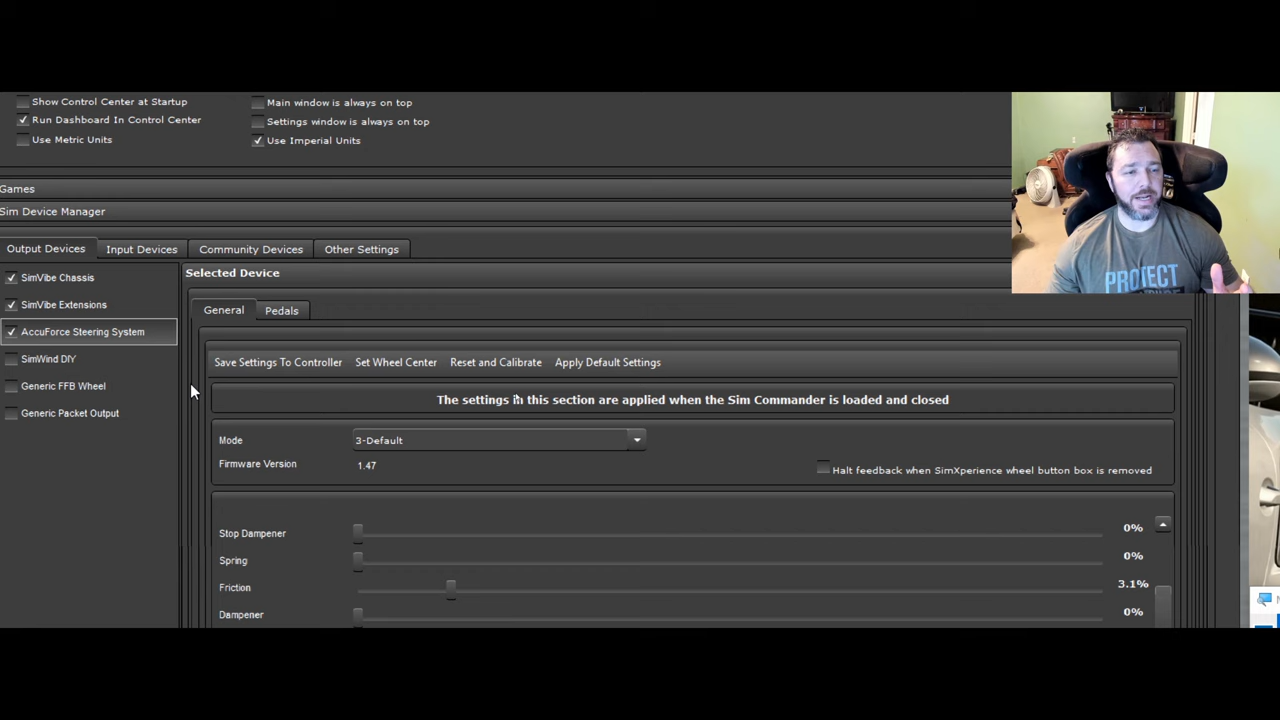 Show Control Center at Startup
Main window is always on top
Run Dashboard In Control Center
Settings window is always on top
Use Metric Units
Use Imperial Units
Games
Sim Device Manager
Output Devices
Input Devices
Community Devices
Other Settings
SimVibe Chassis
SimVibe Extensions
AccuForce Steering System
SimWind DIY
Generic FFB Wheel
Generic Packet Output
Selected Device
General
Pedals
Save Settings To Controller
Set Wheel Center
Reset and Calibrate
Apply Default Settings
The settings in this section are applied when the Sim Commander is loaded and closed
Mode
3-Default
Firmware Version
1.47
Halt feedback when SimXperience wheel button box is removed
Stop Dampener
0%
Spring
0%
Friction
3.1%
Dampener
0%
PROTECT